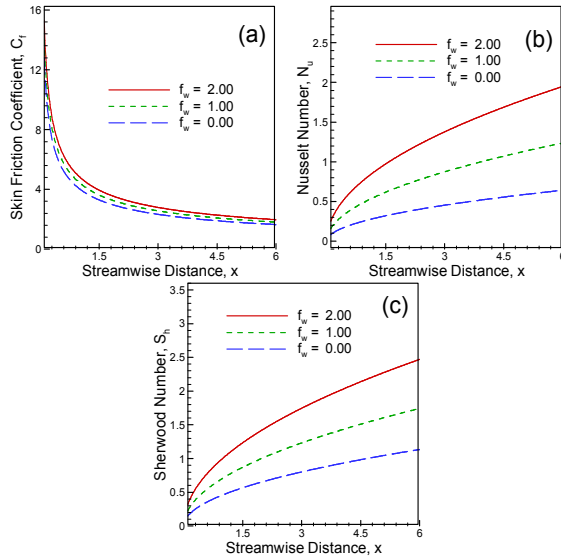 (a)
Skin Friction Coefficient, C_f
16
12
8
4
0
f_w = 2.00
f_w = 1.00
f_w = 0.00
1.5
3
4.5
6
Streamwise Distance, x
(b)
Nusselt Number, N_u
2.5
2
1.5
1
0.5
0
f_w = 2.00
f_w = 1.00
f_w = 0.00
1.5
3
4.5
6
Streamwise Distance, x
(c)
Sherwood Number, S_h
3.5
3
2.5
2
1.5
1
0.5
0
f_w = 2.00
f_w = 1.00
f_w = 0.00
1.5
3
4.5
6
Streamwise Distance, x